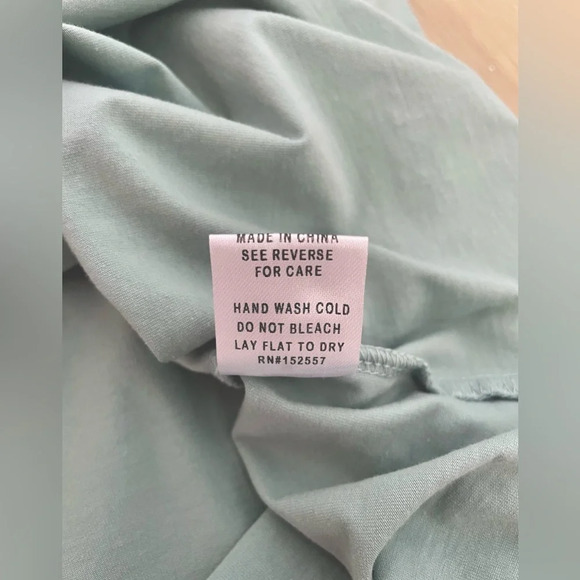 MADE IN CHINA
SEE REVERSE
FOR CARE
HAND WASH COLD
DO NOT BLEACH
LAY FLAT TO DRY
RN#152557